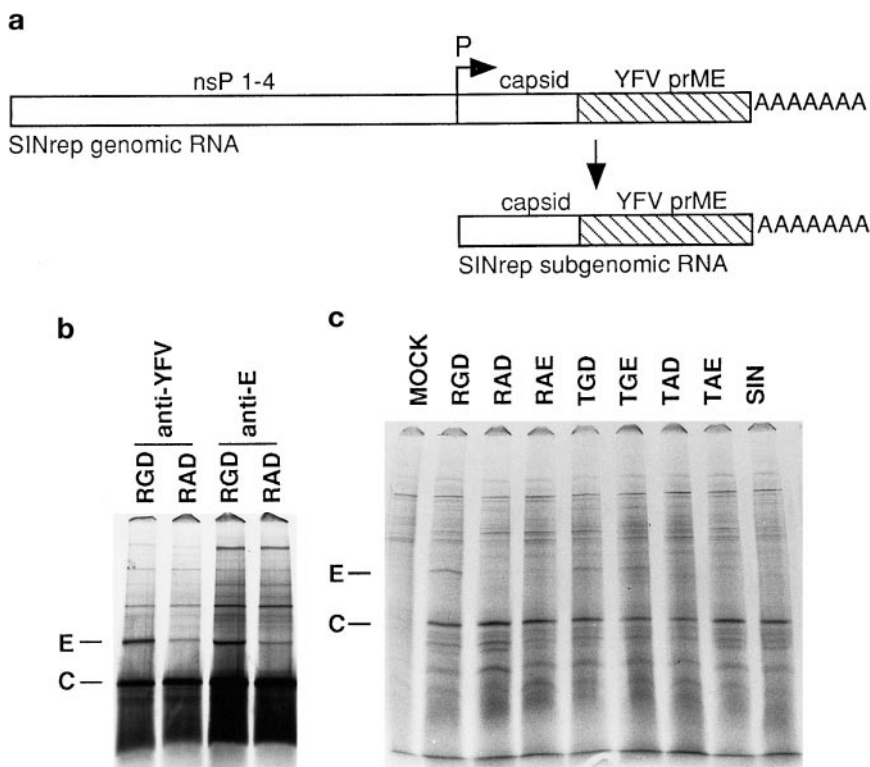 a
P
nsP 1-4
capsid
YFV prME
AAAAAAA
SINrep genomic RNA
capsid
YFV prME
AAAAAAA
SINrep subgenomic RNA
b
anti-YFV
anti-E
RGD
RAD
RGD
RAD
E
C
c
MOCK
RGD
RAD
RAE
TGD
TGE
TAD
TAE
SIN
E
C